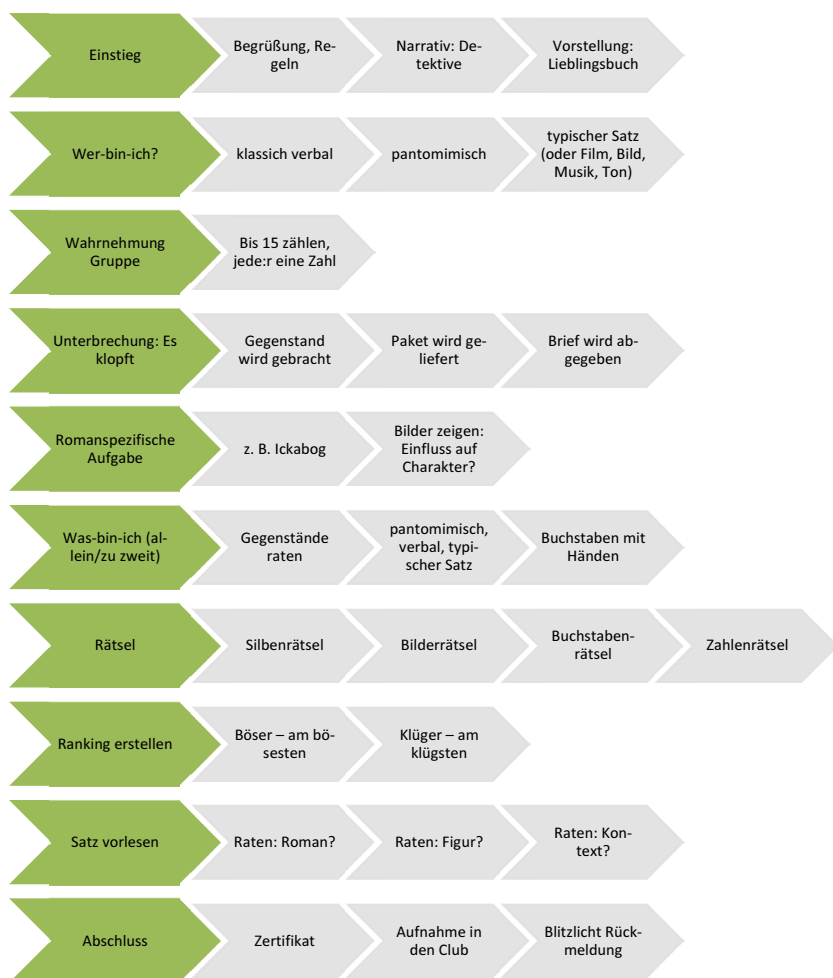 Einstieg
Begrüßung, Re-
geln
Narrativ: De-
tektive
Vorstellung:
Lieblingsbuch
Wer-bin-ich?
klassich verbal
pantomimisch
typischer Satz
(oder Film, Bild,
Musik, Ton)
Wahrnehmung
Gruppe
Bis 15 zählen,
jede:r eine Zahl
Unterbrechung: Es
klopft
Gegenstand
wird gebracht
Paket wird ge-
liefert
Brief wird ab-
gegeben
Romanspezifische
Aufgabe
z. B. Ickabog
Bilder zeigen:
Einfluss auf
Charakter?
Was-bin-ich (al-
lein/zu zweit)
Gegenstände
raten
pantomimisch,
verbal, typi-
scher Satz
Buchstaben mit
Händen
Rätsel
Silbenrätsel
Bilderrätsel
Buchstaben-
rätsel
Zahlenrätsel
Ranking erstellen
Böser – am bö-
sesten
Klüger – am
klügsten
Satz vorlesen
Raten: Roman?
Raten: Figur?
Raten: Kon-
text?
Abschluss
Zertifikat
Aufnahme in
den Club
Blitzlicht Rück-
meldung